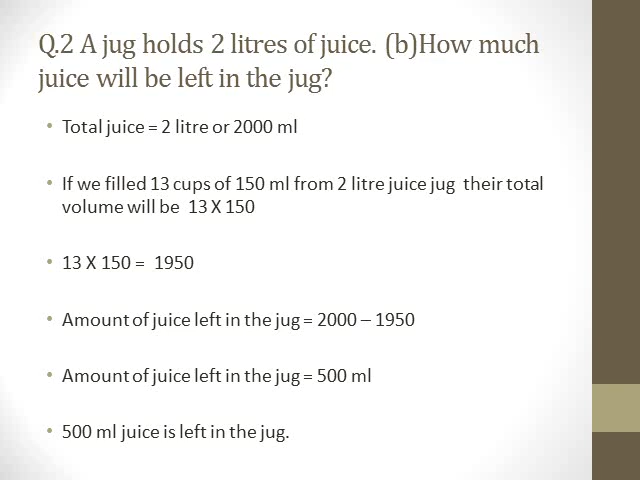 Q.2 A jug holds 2 litres of juice. (b)How much
juice will be left in the jug?
• Total juice = 2 litre or 2000 ml
• If we filled 13 cups of 150 ml from 2 litre juice jug their total
volume will be 13 X 150
• 13 X 150 = 1950
• Amount of juice left in the jug = 2000 – 1950
• Amount of juice left in the jug = 500 ml
• 500 ml juice is left in the jug.